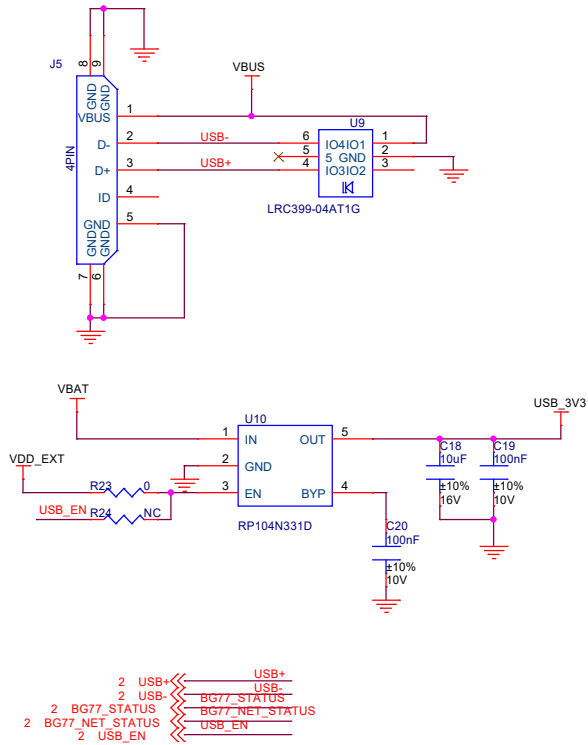 J5
8
9
GND
GND
VBUS
D-
D+
ID
GND
GND
GND
4PIN
1
2
3
4
5
7
6
USB-
USB+
VBUS
U9
6
5
4
IO4 IO1
5 GND
IO3 IO2
1
2
3
LRC399-04AT1G
VBAT
VDD_EXT
R23 0
USB_EN
R24 NC
U10
1 IN OUT 5
2 GND
3 EN BYP 4
RP104N331D
USB_3V3
C18
10uF
±10%
16V
C19
100nF
±10%
10V
C20
100nF
±10%
10V
2 USB+ USB+
2 USB- USB-
2 BG77_STATUS BG77_STATUS
2 BG77_NET_STATUS BG77_NET_STATUS
2 USB_EN USB_EN